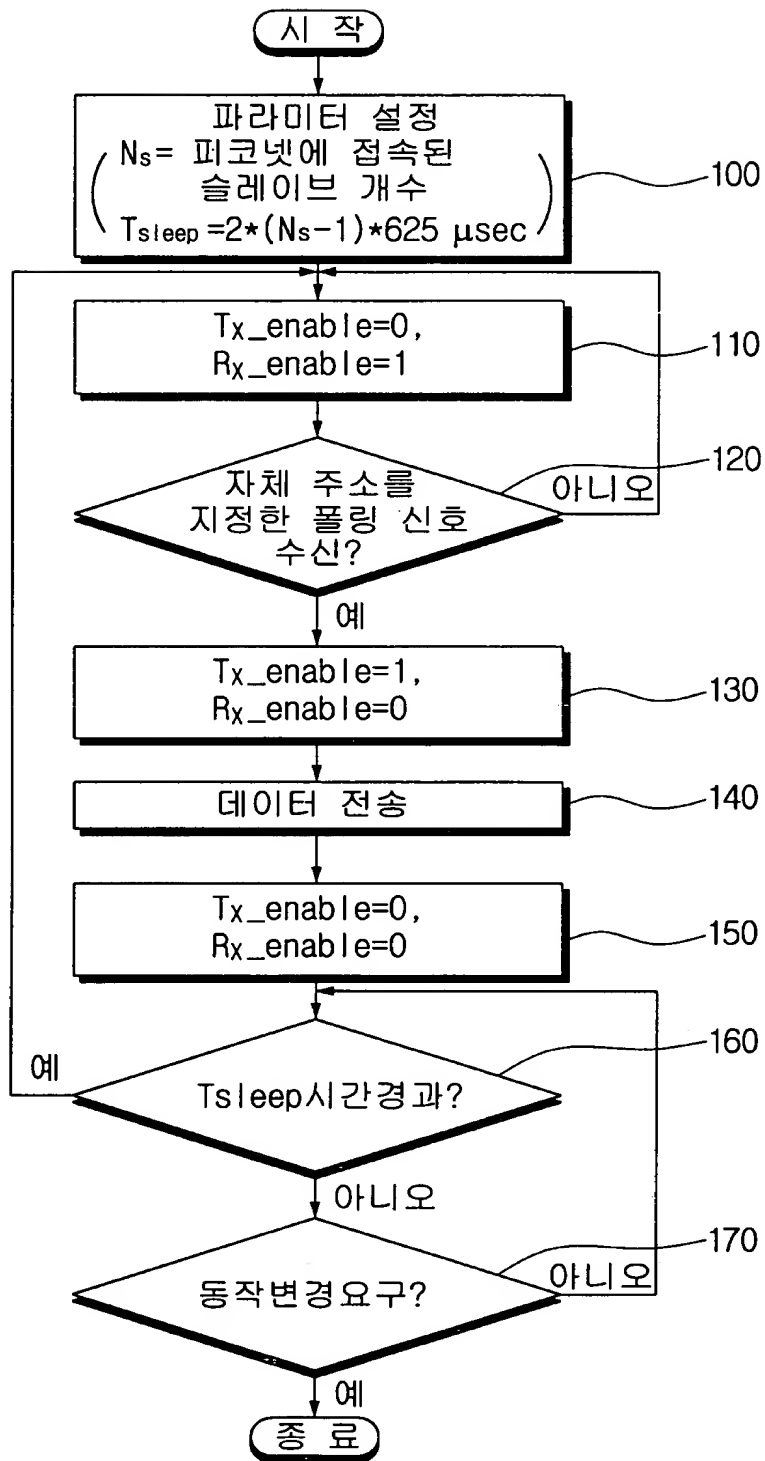 시 작
파라미터 설정
Ns= 피코넷에 접속된
슬레이브 개수
Tsleep=2*(Ns-1)*625 μsec
100
Tx_enable=0,
Rx_enable=1
110
자체 주소를
지정한 폴링 신호
수신?
120
아니오
예
Tx_enable=1,
Rx_enable=0
130
데이터 전송
140
Tx_enable=0,
Rx_enable=0
150
예
Tsleep시간경과?
160
아니오
동작변경요구?
170
아니오
예
종 료